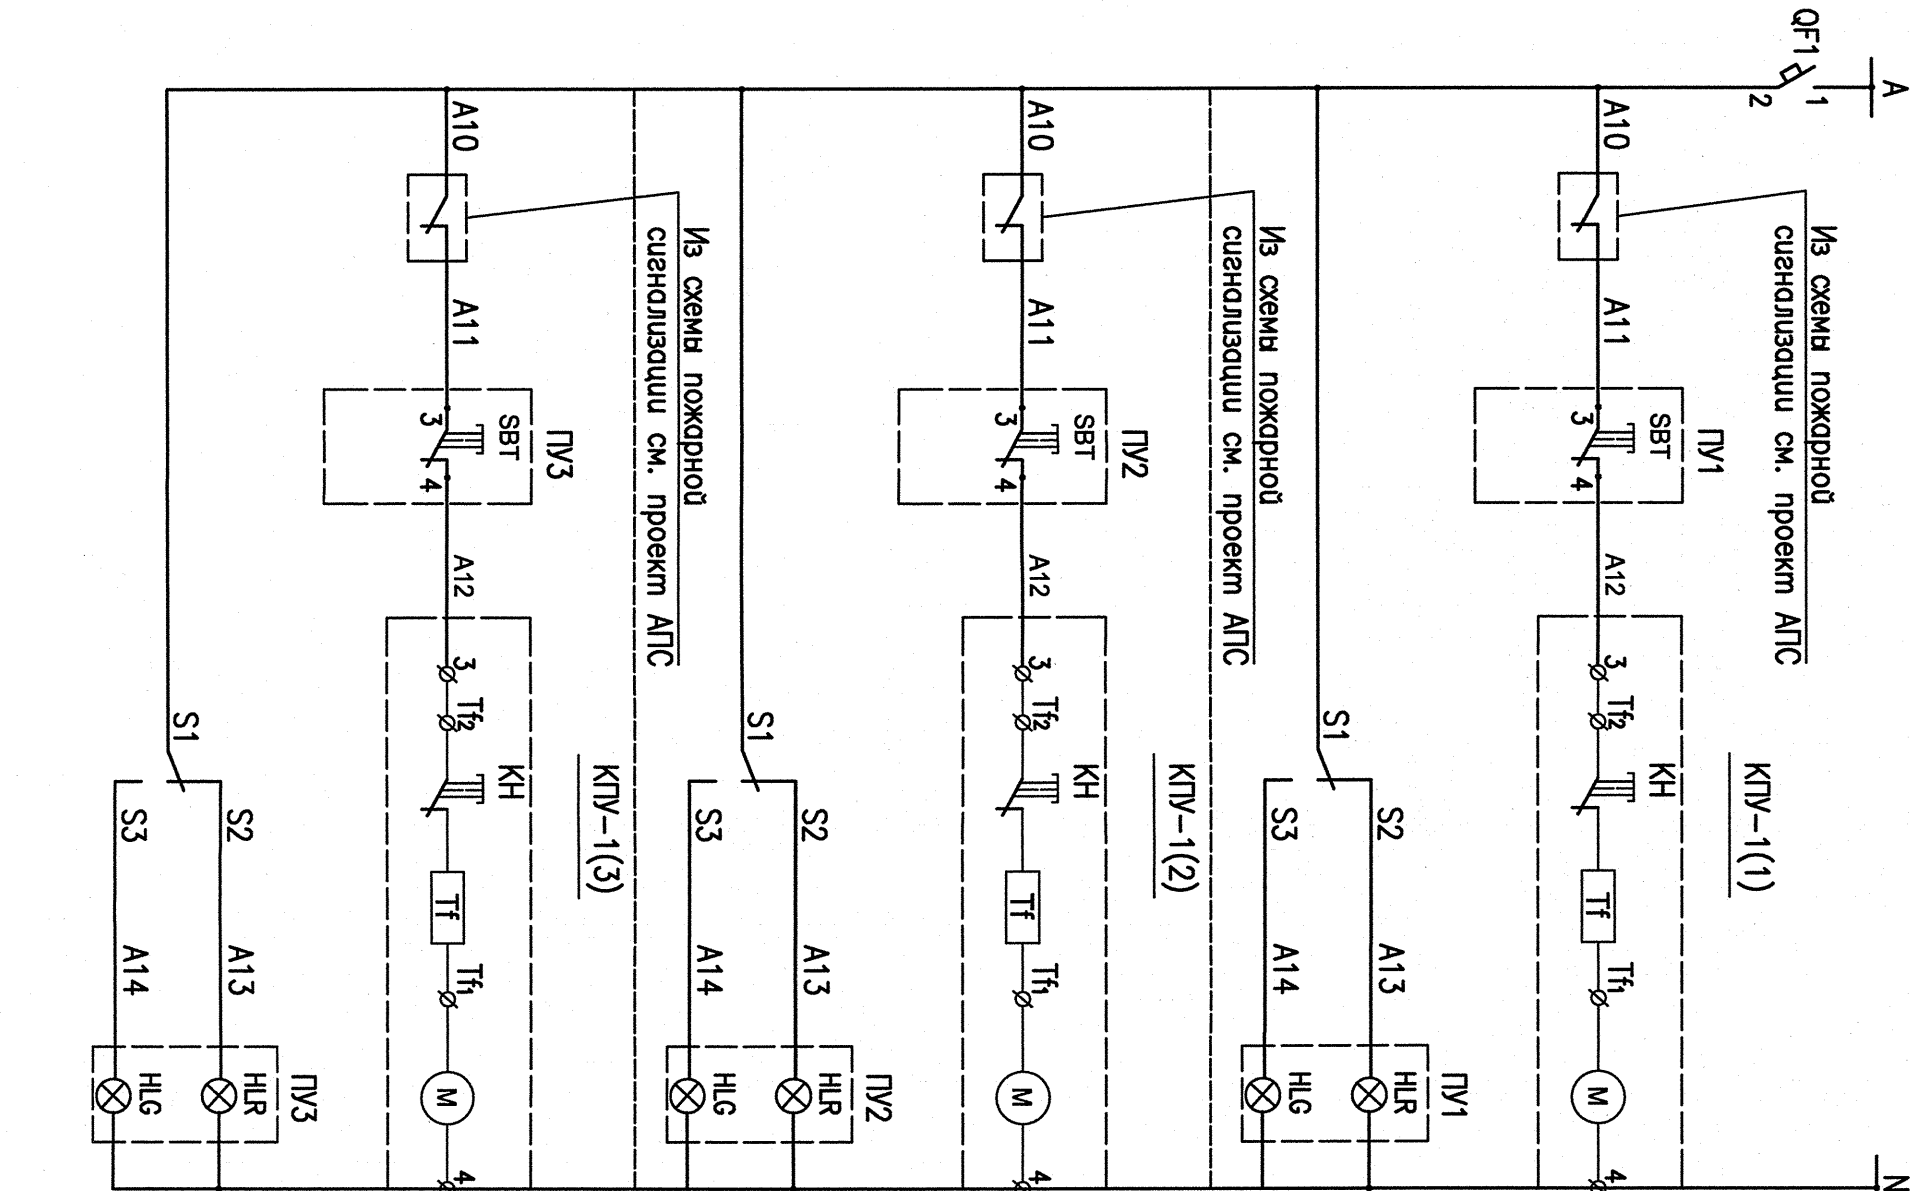 A
QF1
1
2
A10
Из схемы пожарной
сигнализации см. проект АПС
A11
ПУ1
SBT
3
4
A12
КПУ-1(1)
3
Tf2
КН
Tf
Tf1
M
4
N
S1
S2
S3
A13
A14
ПУ1
HLR
HLG
A10
Из схемы пожарной
сигнализации см. проект АПС
A11
ПУ2
SBT
3
4
A12
КПУ-1(2)
3
Tf2
КН
Tf
Tf1
M
4
S1
S2
S3
A13
A14
ПУ2
HLR
HLG
A10
Из схемы пожарной
сигнализации см. проект АПС
A11
ПУ3
SBT
3
4
A12
КПУ-1(3)
3
Tf2
КН
Tf
Tf1
M
4
S1
S2
S3
A13
A14
ПУ3
HLR
HLG